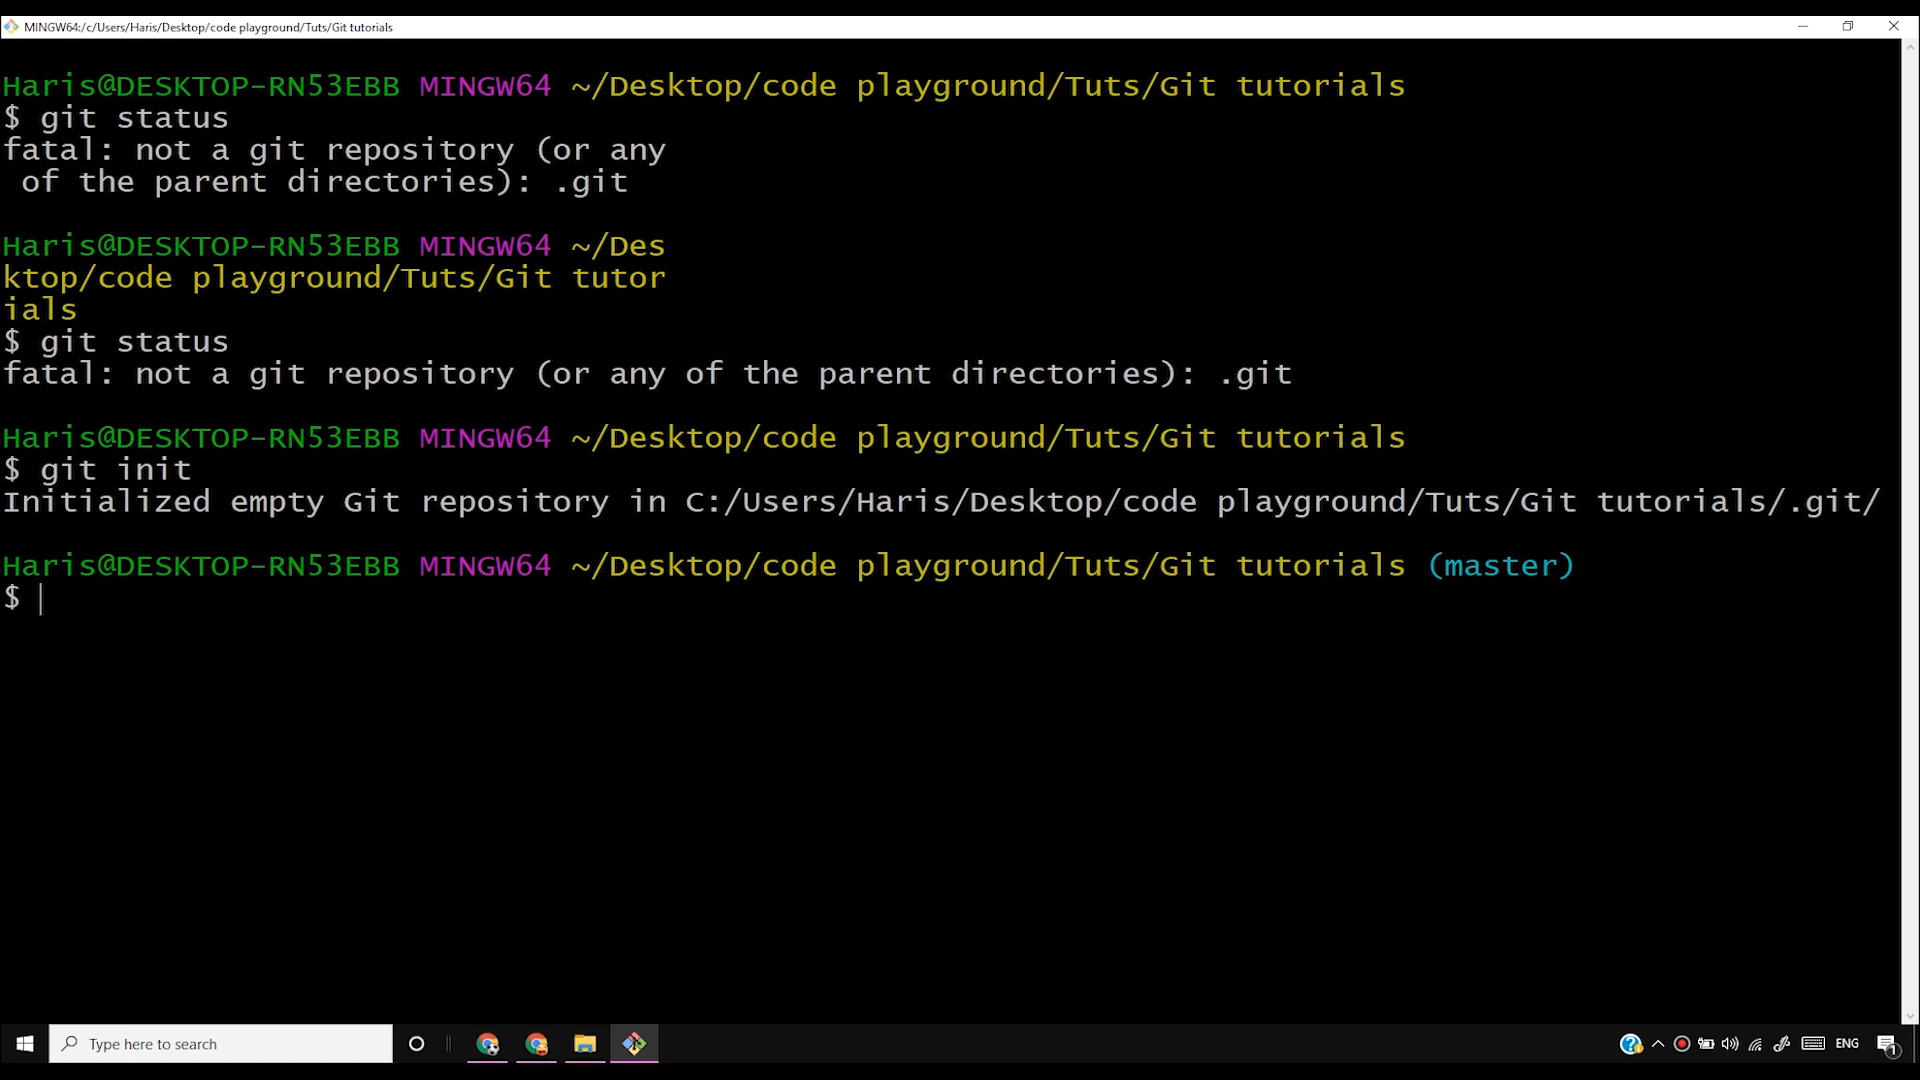 MINGW64:/c/Users/Haris/Desktop/code playground/Tuts/Git tutorials
Haris@DESKTOP-RN53EBB MINGW64 ~/Desktop/code playground/Tuts/Git tutorials
$ git status
fatal: not a git repository (or any
of the parent directories): .git
Haris@DESKTOP-RN53EBB MINGW64 ~/Des
ktop/code playground/Tuts/Git tutor
ials
$ git status
fatal: not a git repository (or any of the parent directories): .git
Haris@DESKTOP-RN53EBB MINGW64 ~/Desktop/code playground/Tuts/Git tutorials
$ git init
Initialized empty Git repository in C:/Users/Haris/Desktop/code playground/Tuts/Git tutorials/.git/
Haris@DESKTOP-RN53EBB MINGW64 ~/Desktop/code playground/Tuts/Git tutorials (master)
$
Type here to search
ENG
1